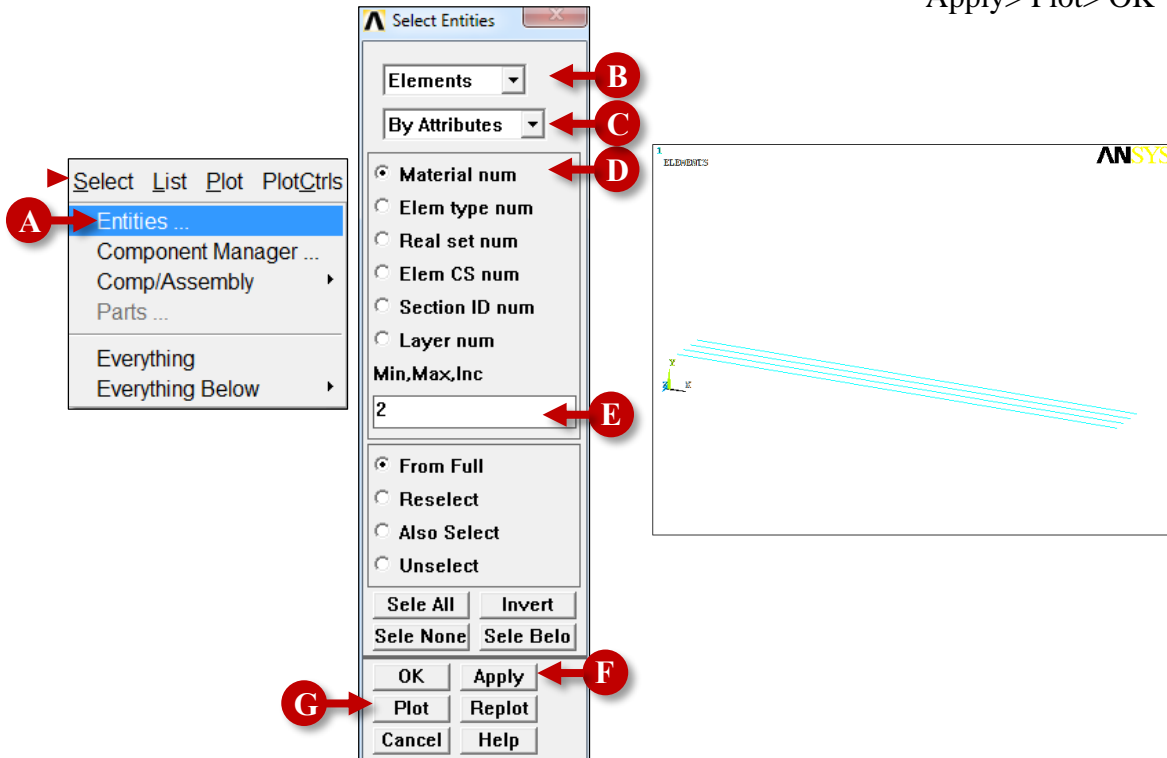 Apply> Plot> OK
Select Entities
Elements
B
By Attributes
C
Material num
D
Elem type num
Real set num
Elem CS num
Section ID num
Layer num
Min,Max,Inc
2
E
From Full
Reselect
Also Select
Unselect
Sele All Invert
Sele None Sele Belo
OK Apply
F
G
Plot Replot
Cancel Help
Select List Plot PlotCtrls
A
Entities ...
Component Manager ...
Comp/Assembly
Parts ...
Everything
Everything Below
1
ELEMENTS
ANSYS
Y
Z X